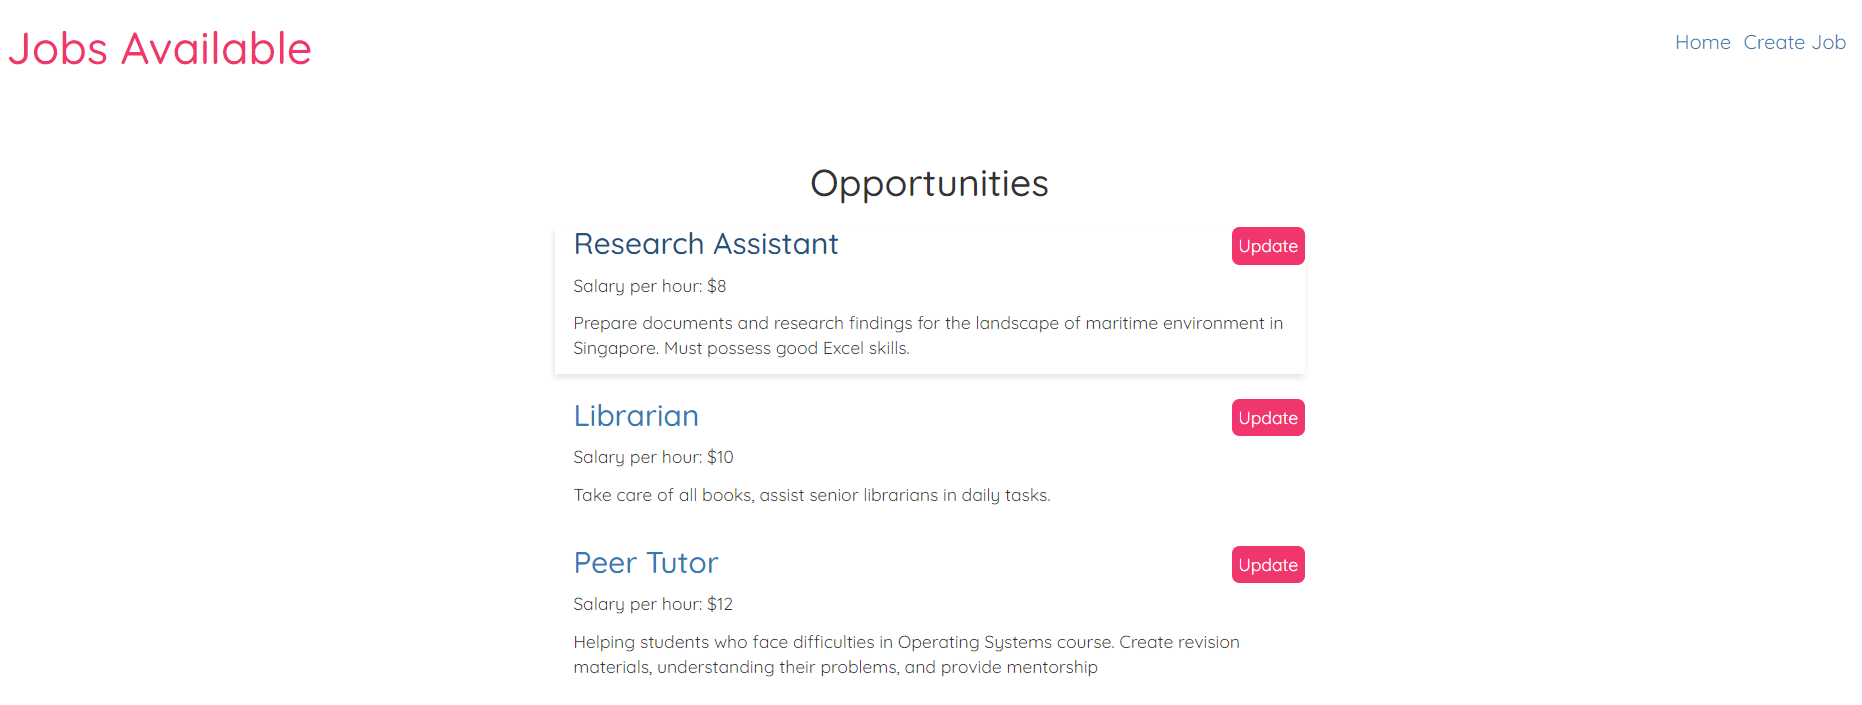 Jobs Available
Home Create Job
Opportunities
Research Assistant
Update
Salary per hour: $8
Prepare documents and research findings for the landscape of maritime environment in
Singapore. Must possess good Excel skills.
Librarian
Update
Salary per hour: $10
Take care of all books, assist senior librarians in daily tasks.
Peer Tutor
Update
Salary per hour: $12
Helping students who face difficulties in Operating Systems course. Create revision
materials, understanding their problems, and provide mentorship